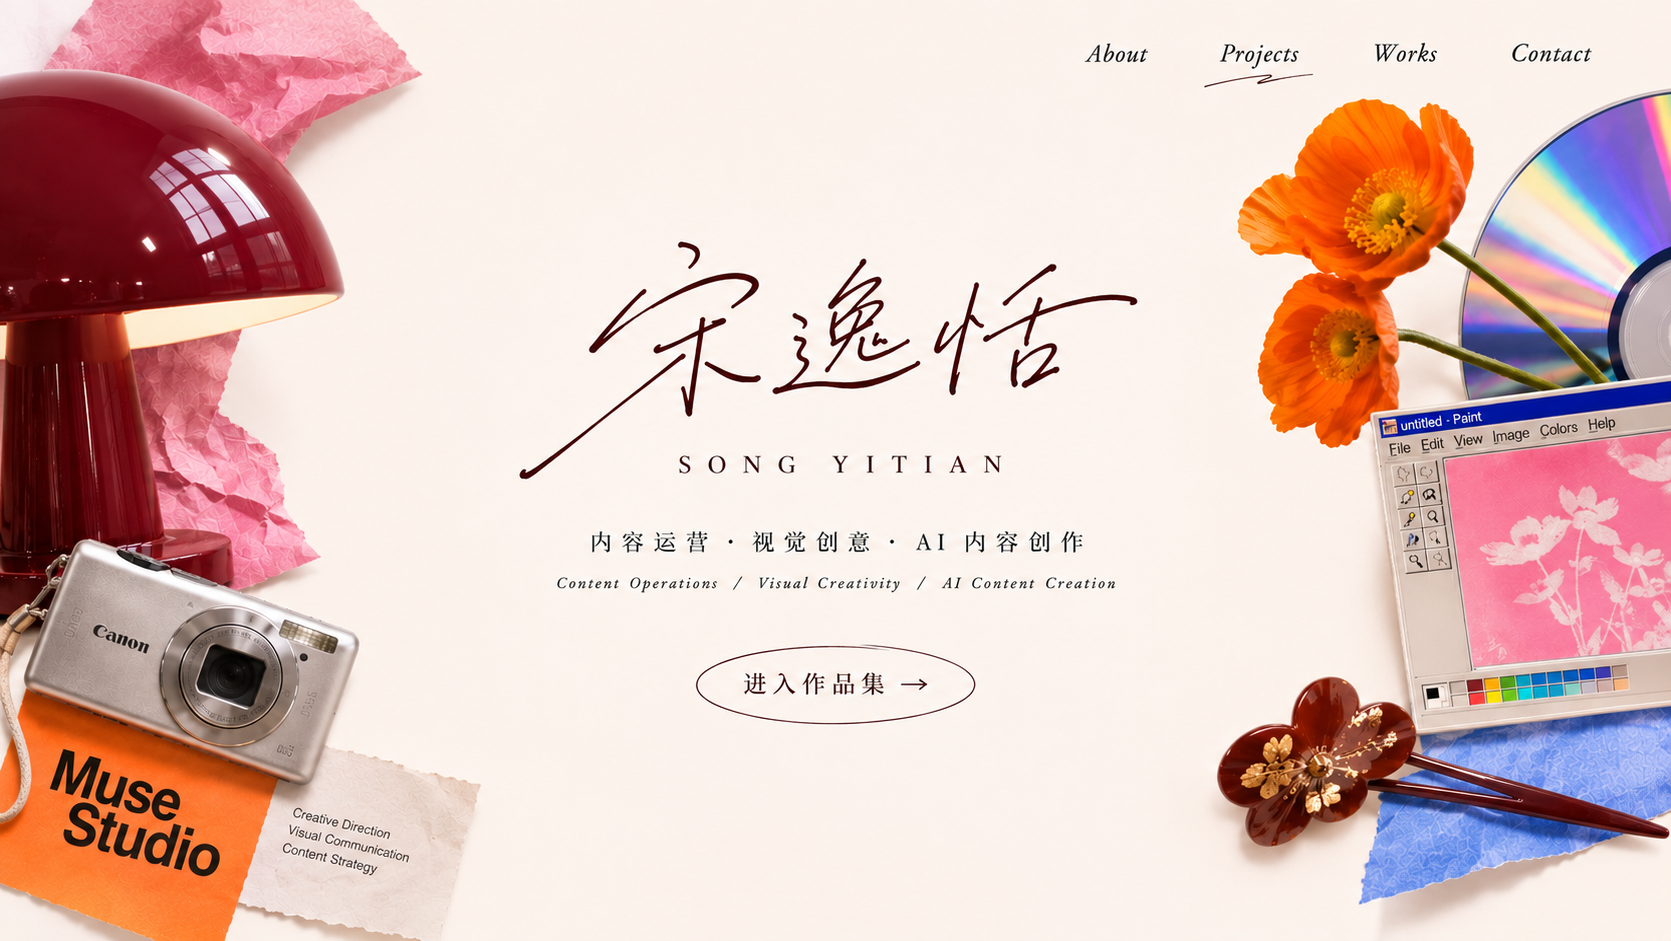 About Projects Works Contact
宋逸恬
SONG YITIAN
内容运营 · 视觉创意 · AI 内容创作
Content Operations / Visual Creativity / AI Content Creation
进入作品集 →
Canon
Muse
Studio
Creative Direction
Visual Communication
Content Strategy
untitled - Paint
File Edit View Image Colors Help